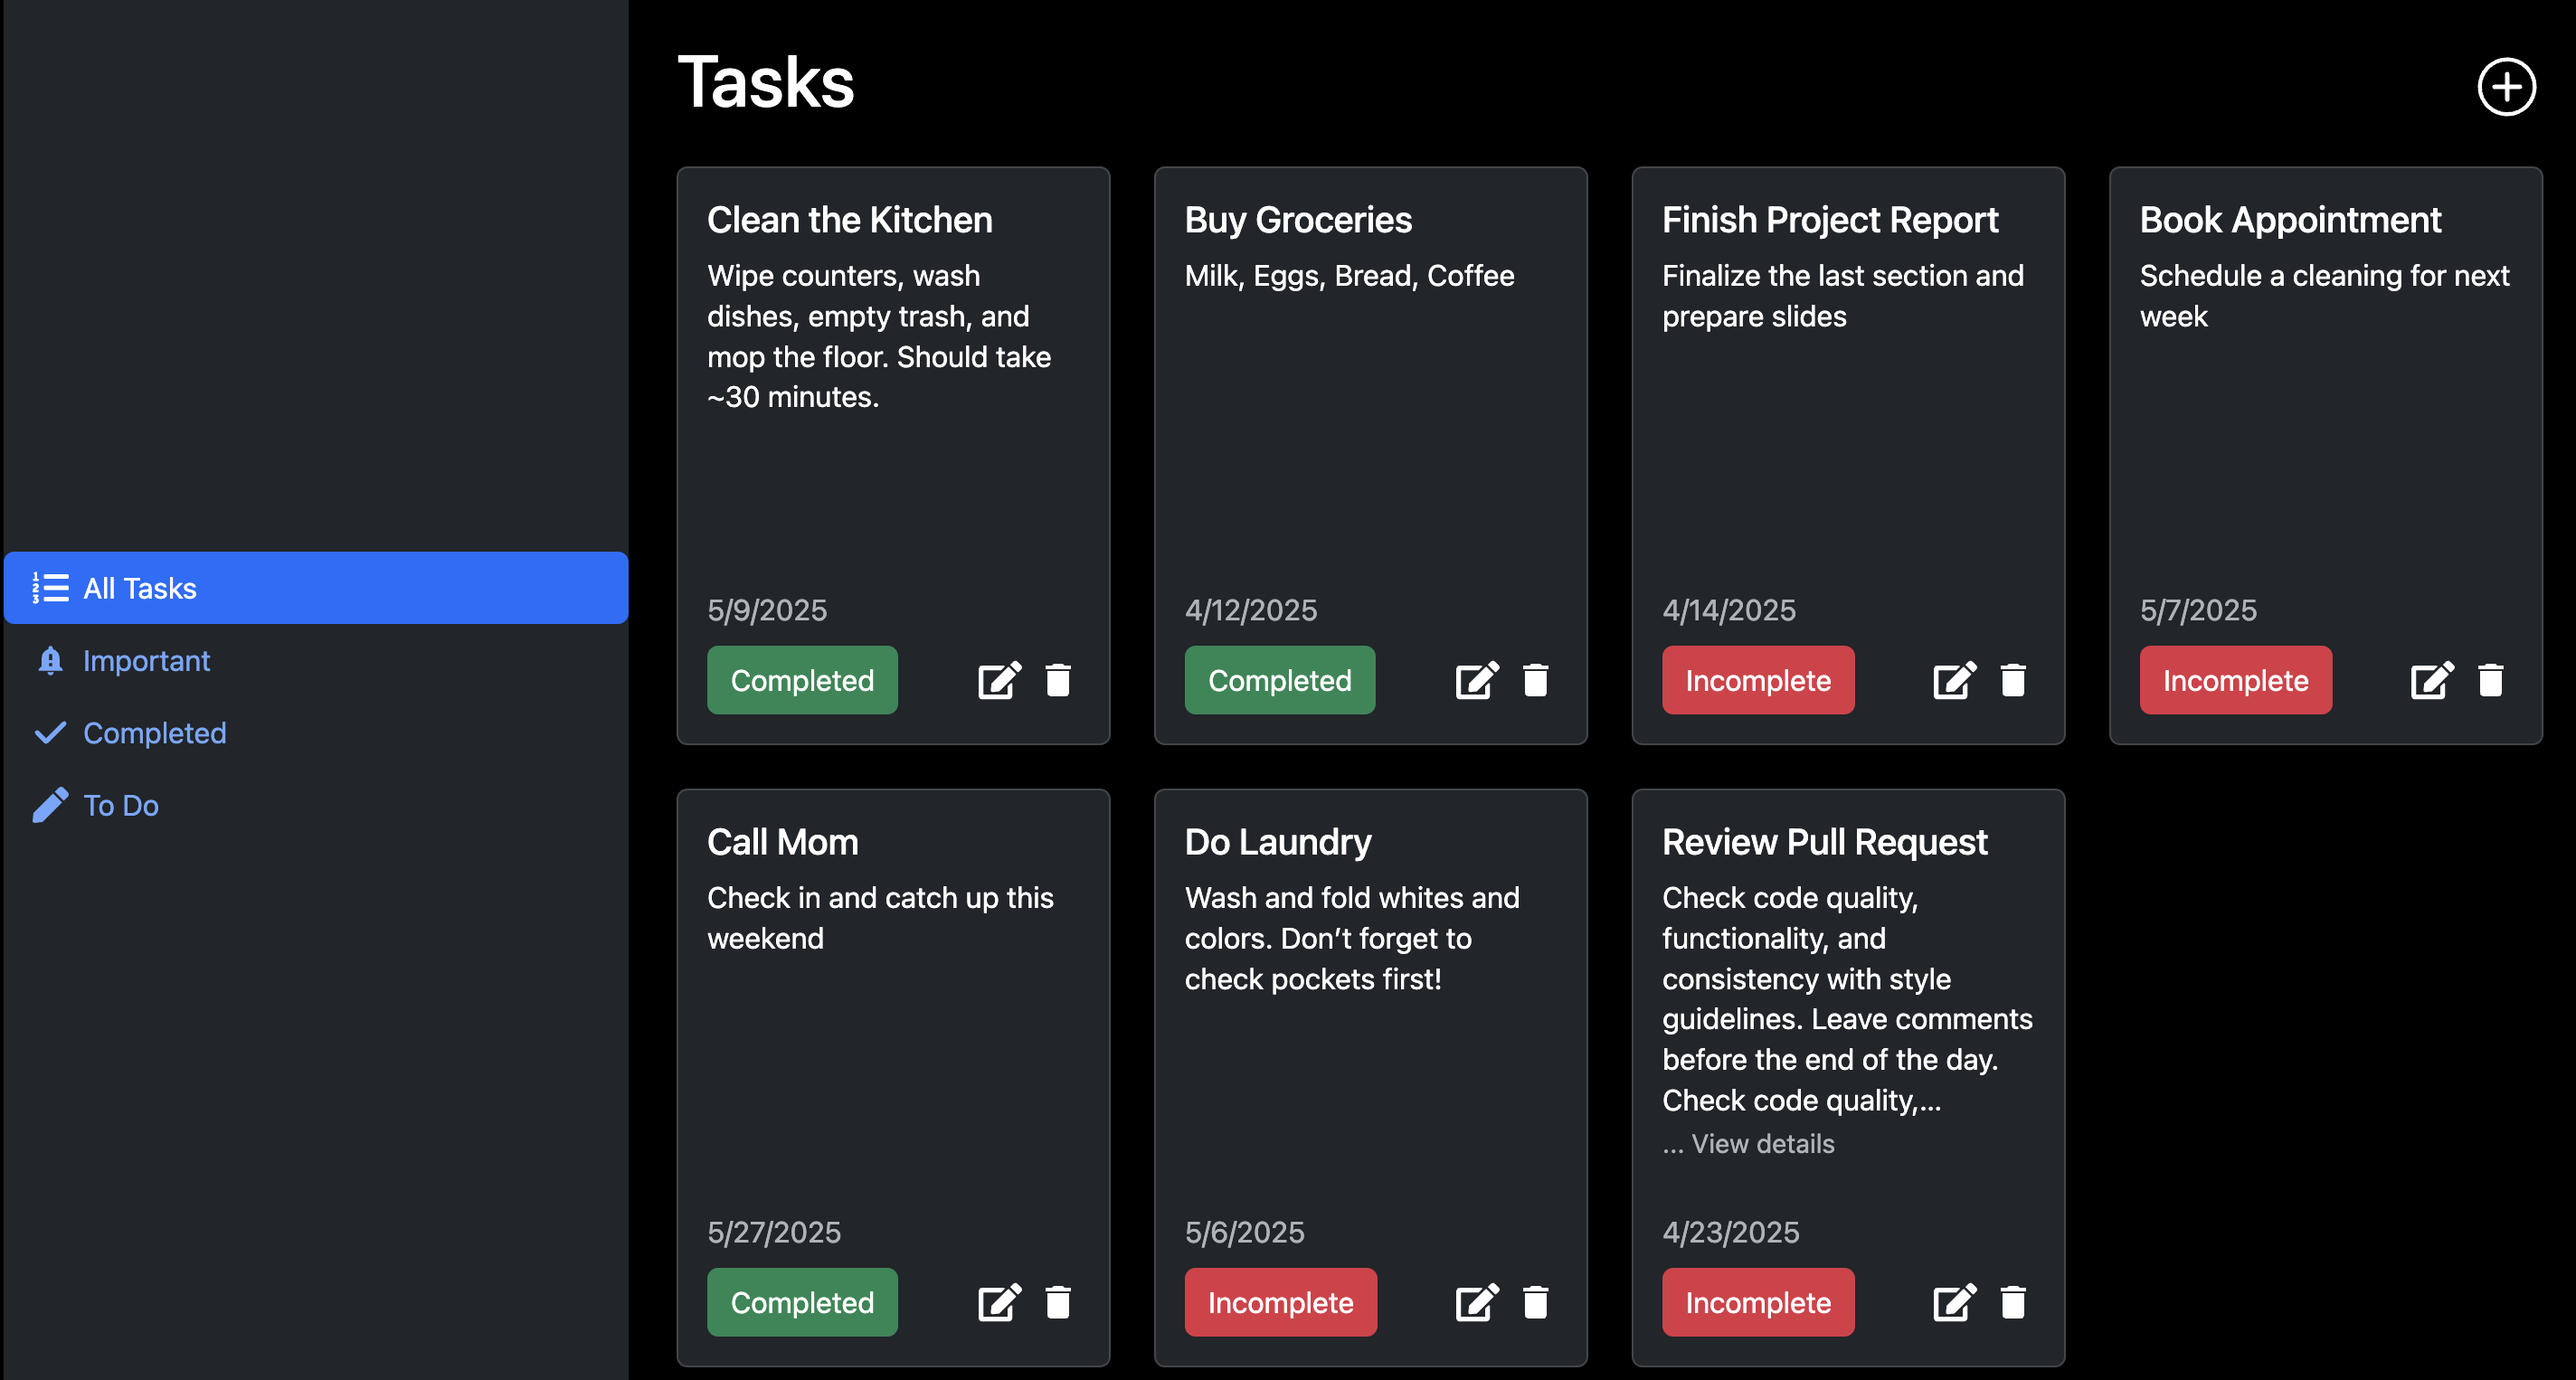 Tasks
All Tasks
Important
Completed
To Do
Clean the Kitchen
Wipe counters, wash
dishes, empty trash, and
mop the floor. Should take
~30 minutes.
5/9/2025
Completed
Buy Groceries
Milk, Eggs, Bread, Coffee
4/12/2025
Completed
Finish Project Report
Finalize the last section and
prepare slides
4/14/2025
Incomplete
Book Appointment
Schedule a cleaning for next
week
5/7/2025
Incomplete
Call Mom
Check in and catch up this
weekend
5/27/2025
Completed
Do Laundry
Wash and fold whites and
colors. Don’t forget to
check pockets first!
5/6/2025
Incomplete
Review Pull Request
Check code quality,
functionality, and
consistency with style
guidelines. Leave comments
before the end of the day.
Check code quality,...
... View details
4/23/2025
Incomplete